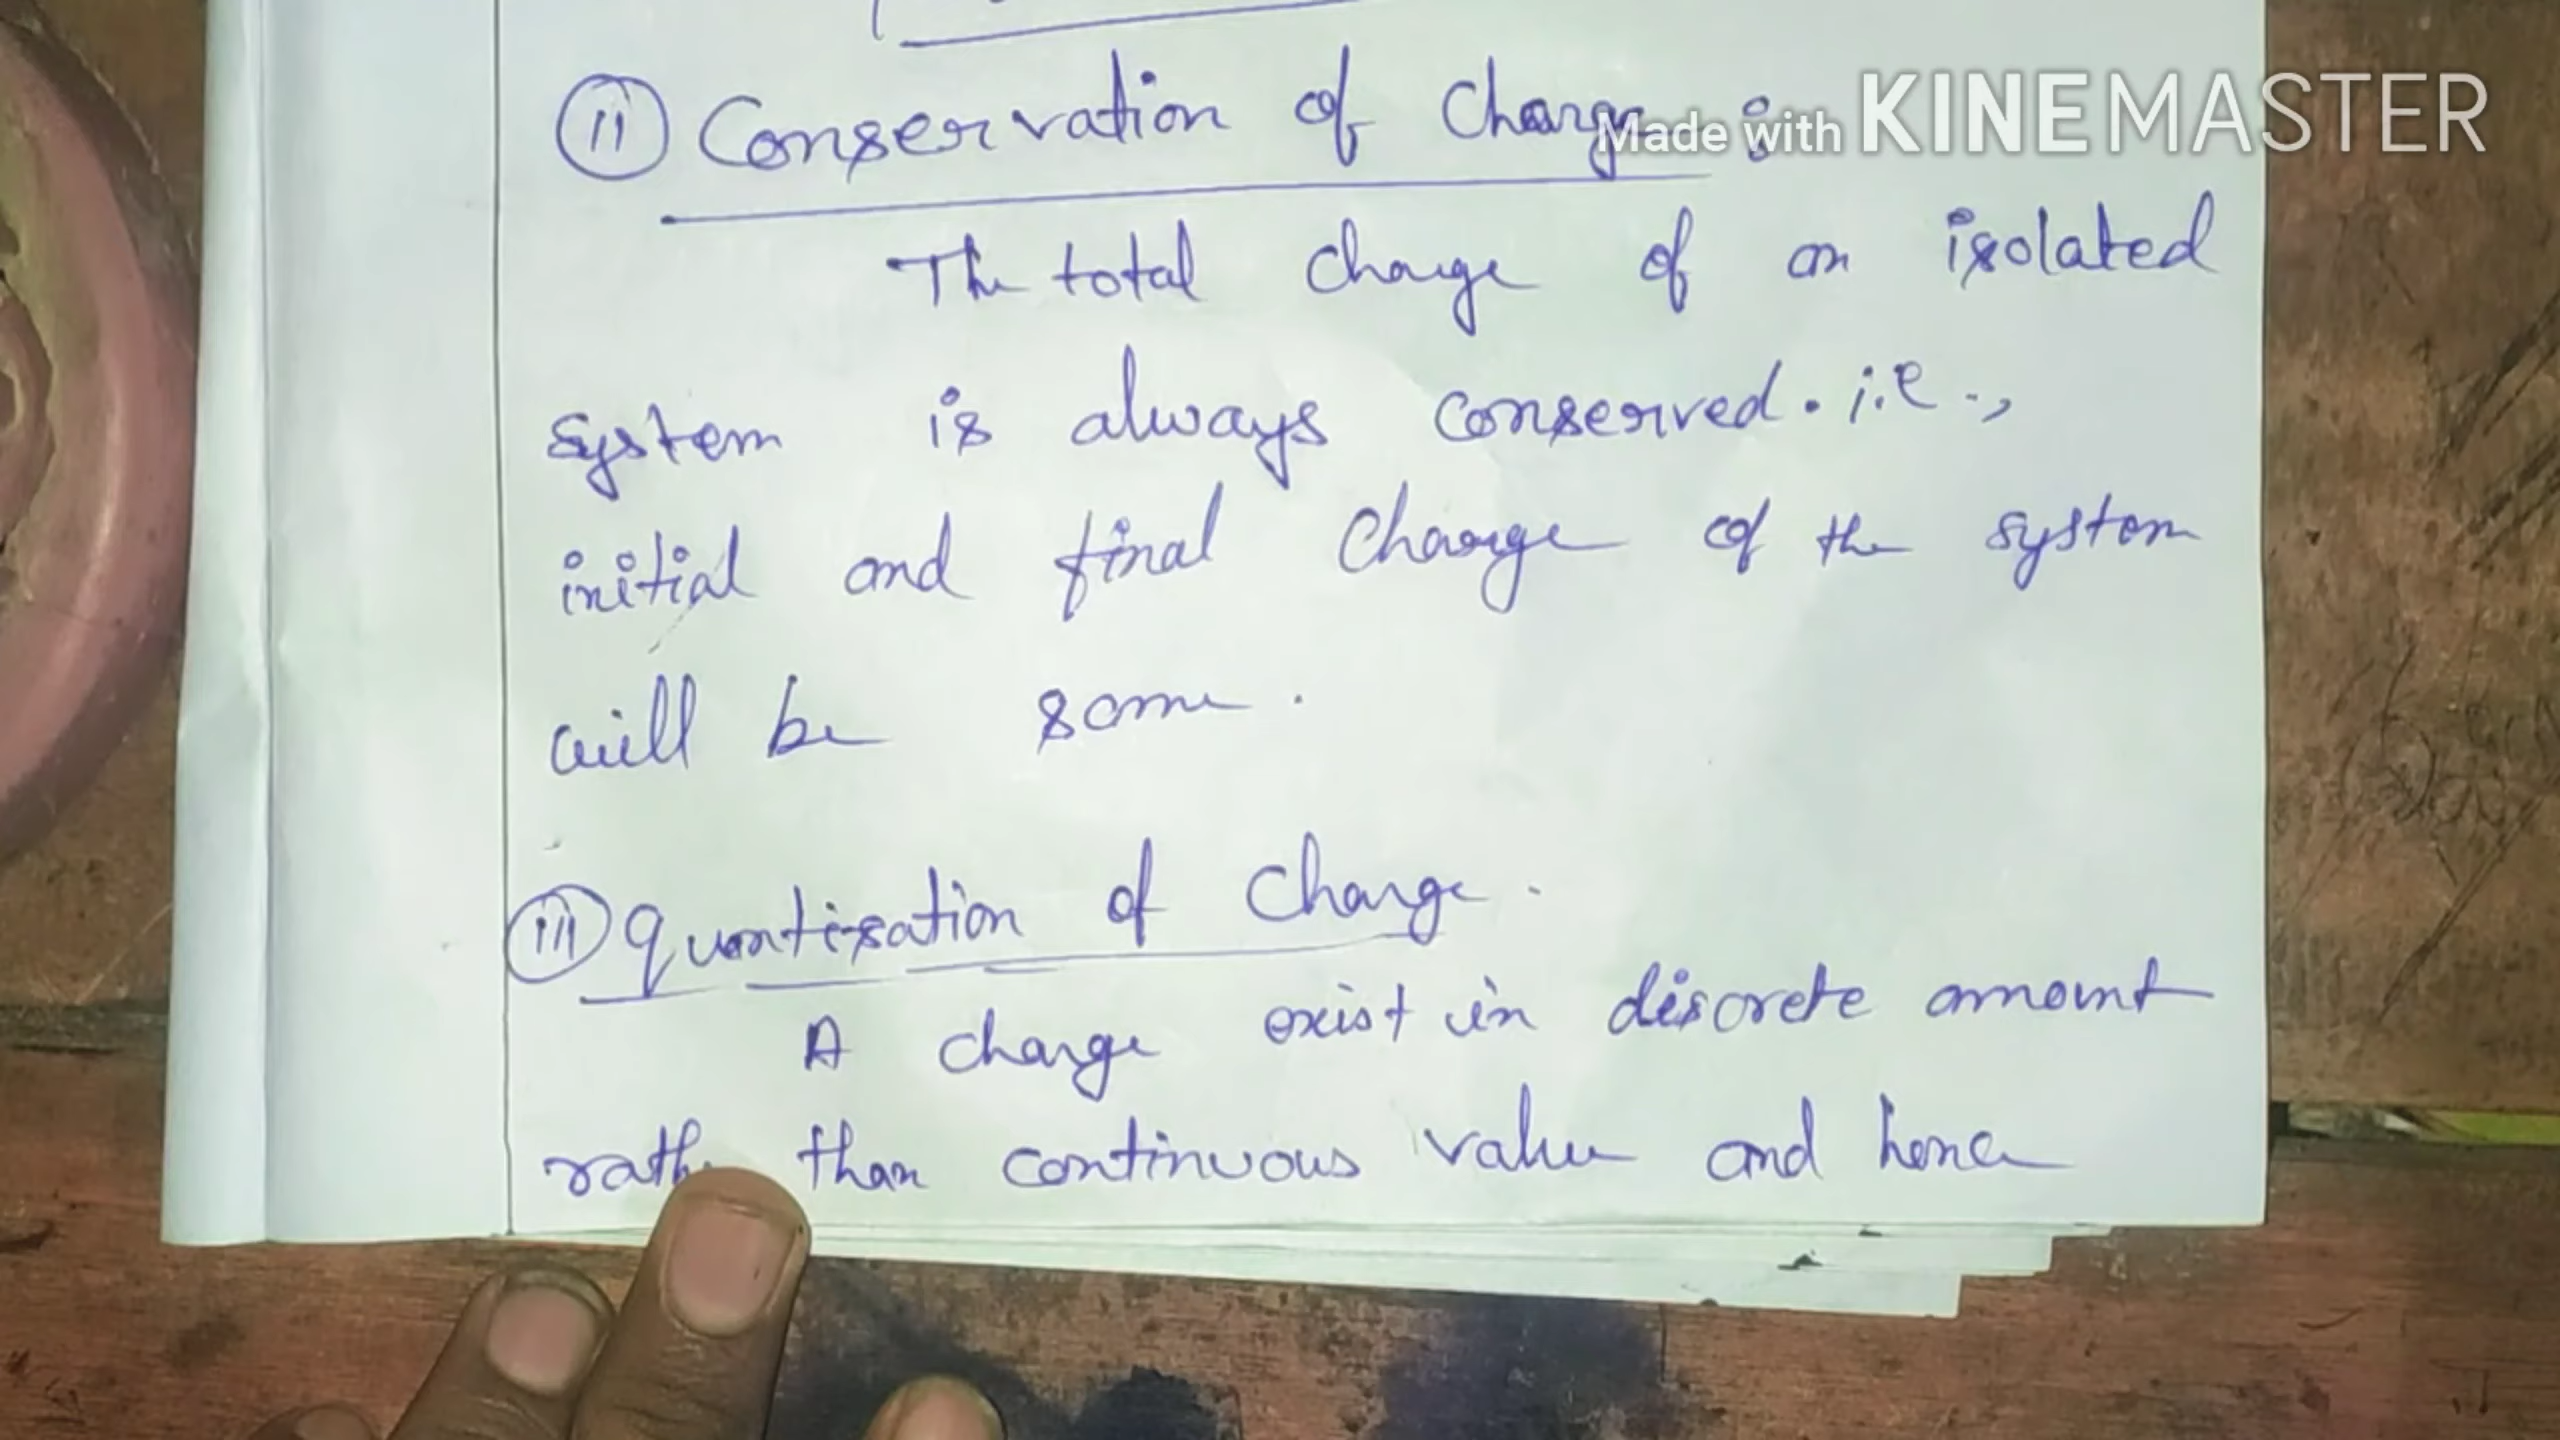 (ii) Conservation of Charge :
Made with KINEMASTER
The total charge of an isolated
system is always conserved. i.e.,
initial and final charge of the system
will be same.
(iii) Quantisation of Charge.
A charge exist in discrete amount
than continuous value and hence